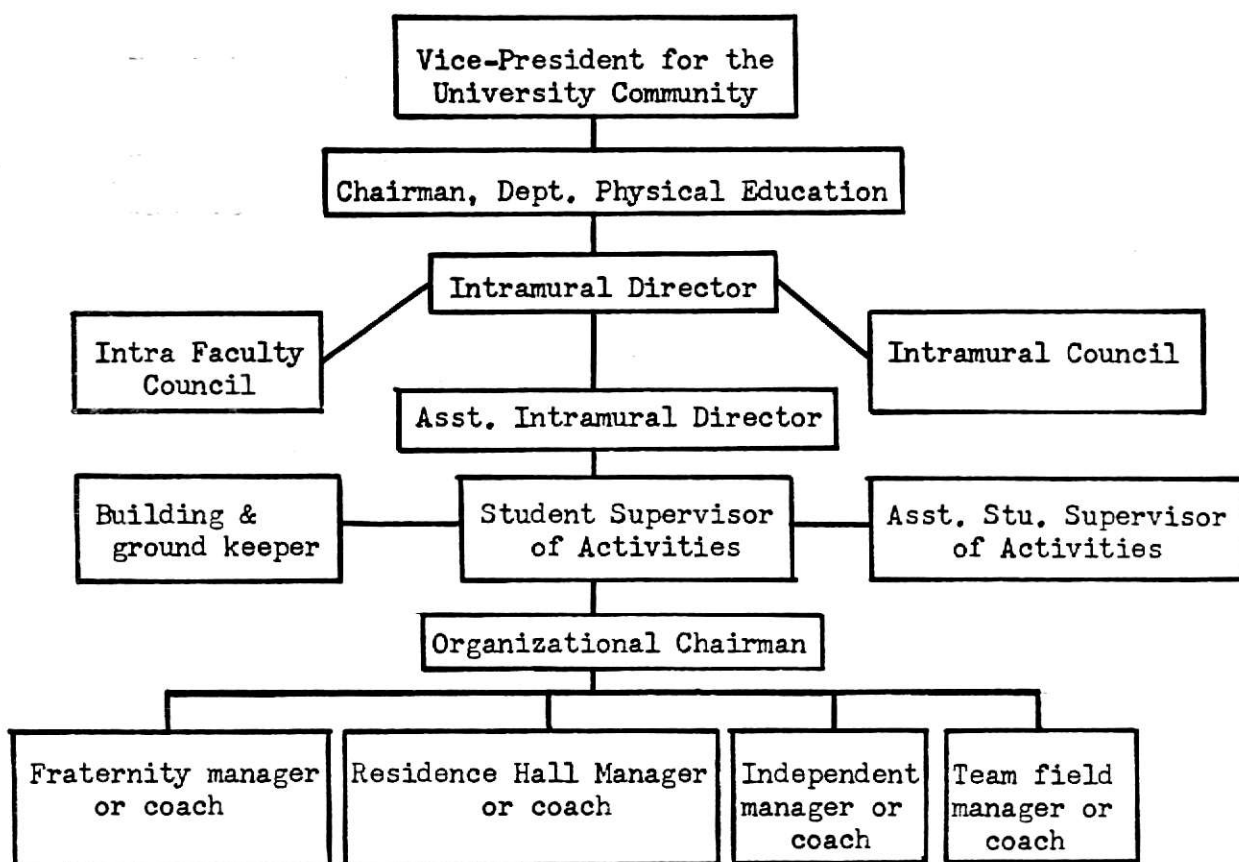 Vice-President for the
University Community
Chairman, Dept. Physical Education
Intramural Director
Intra Faculty
Council
Intramural Council
Asst. Intramural Director
Building &
ground keeper
Student Supervisor
of Activities
Asst. Stu. Supervisor
of Activities
Organizational Chairman
Fraternity manager
or coach
Residence Hall Manager
or coach
Independent
manager or
coach
Team field
manager or
coach